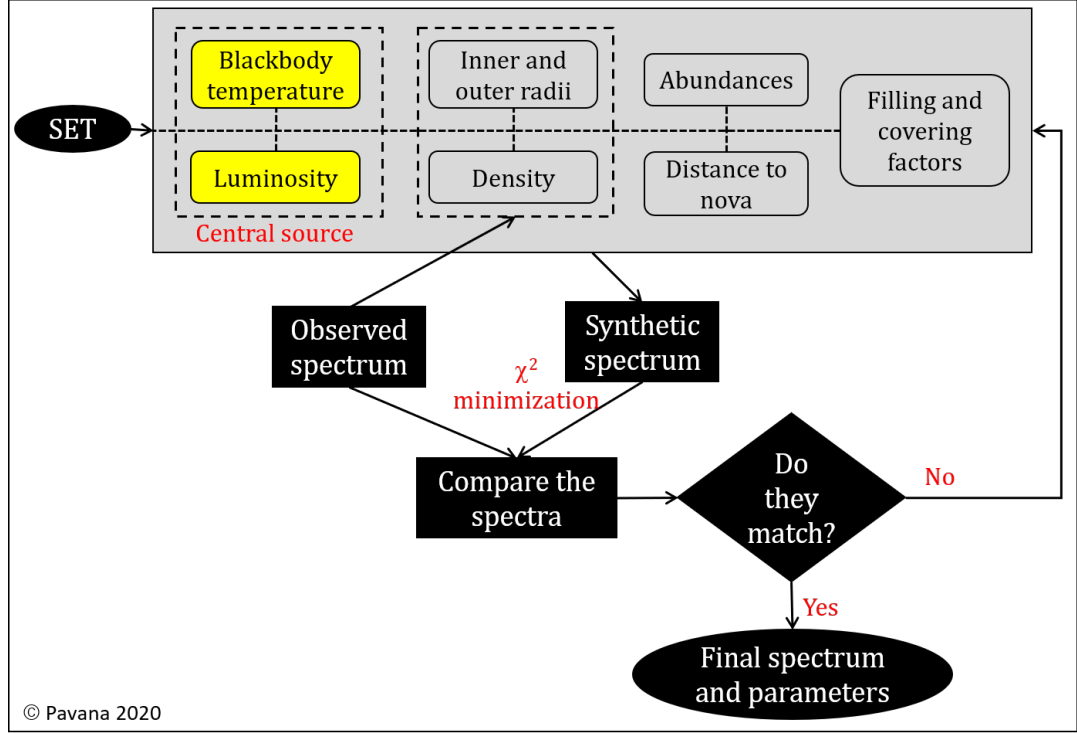 SET
Blackbody
temperature
Luminosity
Central source
Inner and
outer radii
Density
Abundances
Distance to
nova
Filling and
covering
factors
Observed
spectrum
Synthetic
spectrum
χ²
minimization
Compare the
spectra
Do
they
match?
No
Yes
Final spectrum
and parameters
© Pavana 2020